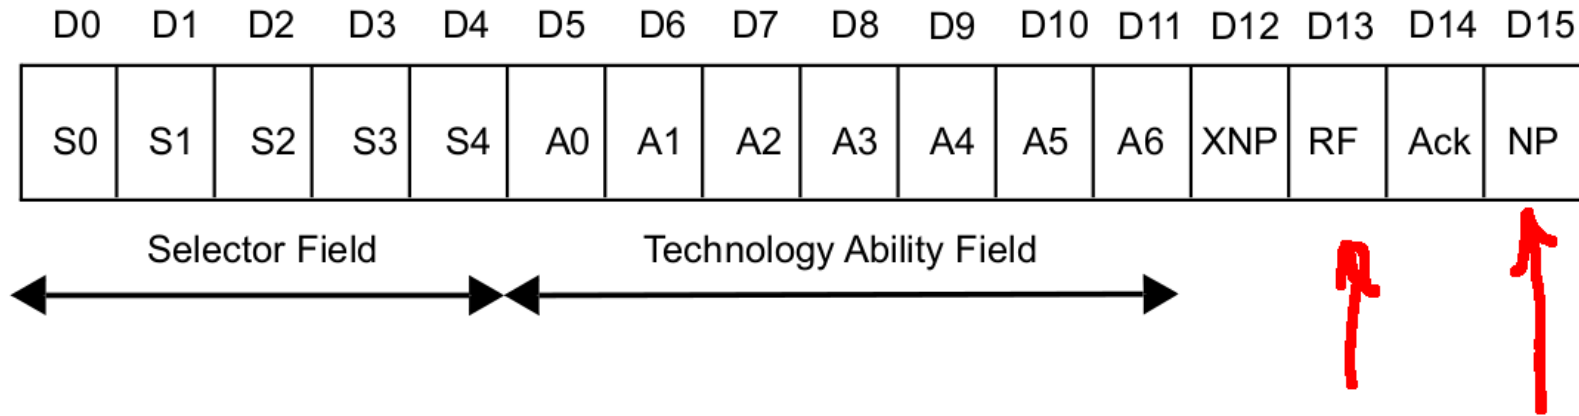 D0 D1 D2 D3 D4 D5 D6 D7 D8 D9 D10 D11 D12 D13 D14 D15
S0 S1 S2 S3 S4 A0 A1 A2 A3 A4 A5 A6 XNP RF Ack NP
Selector Field Technology Ability Field